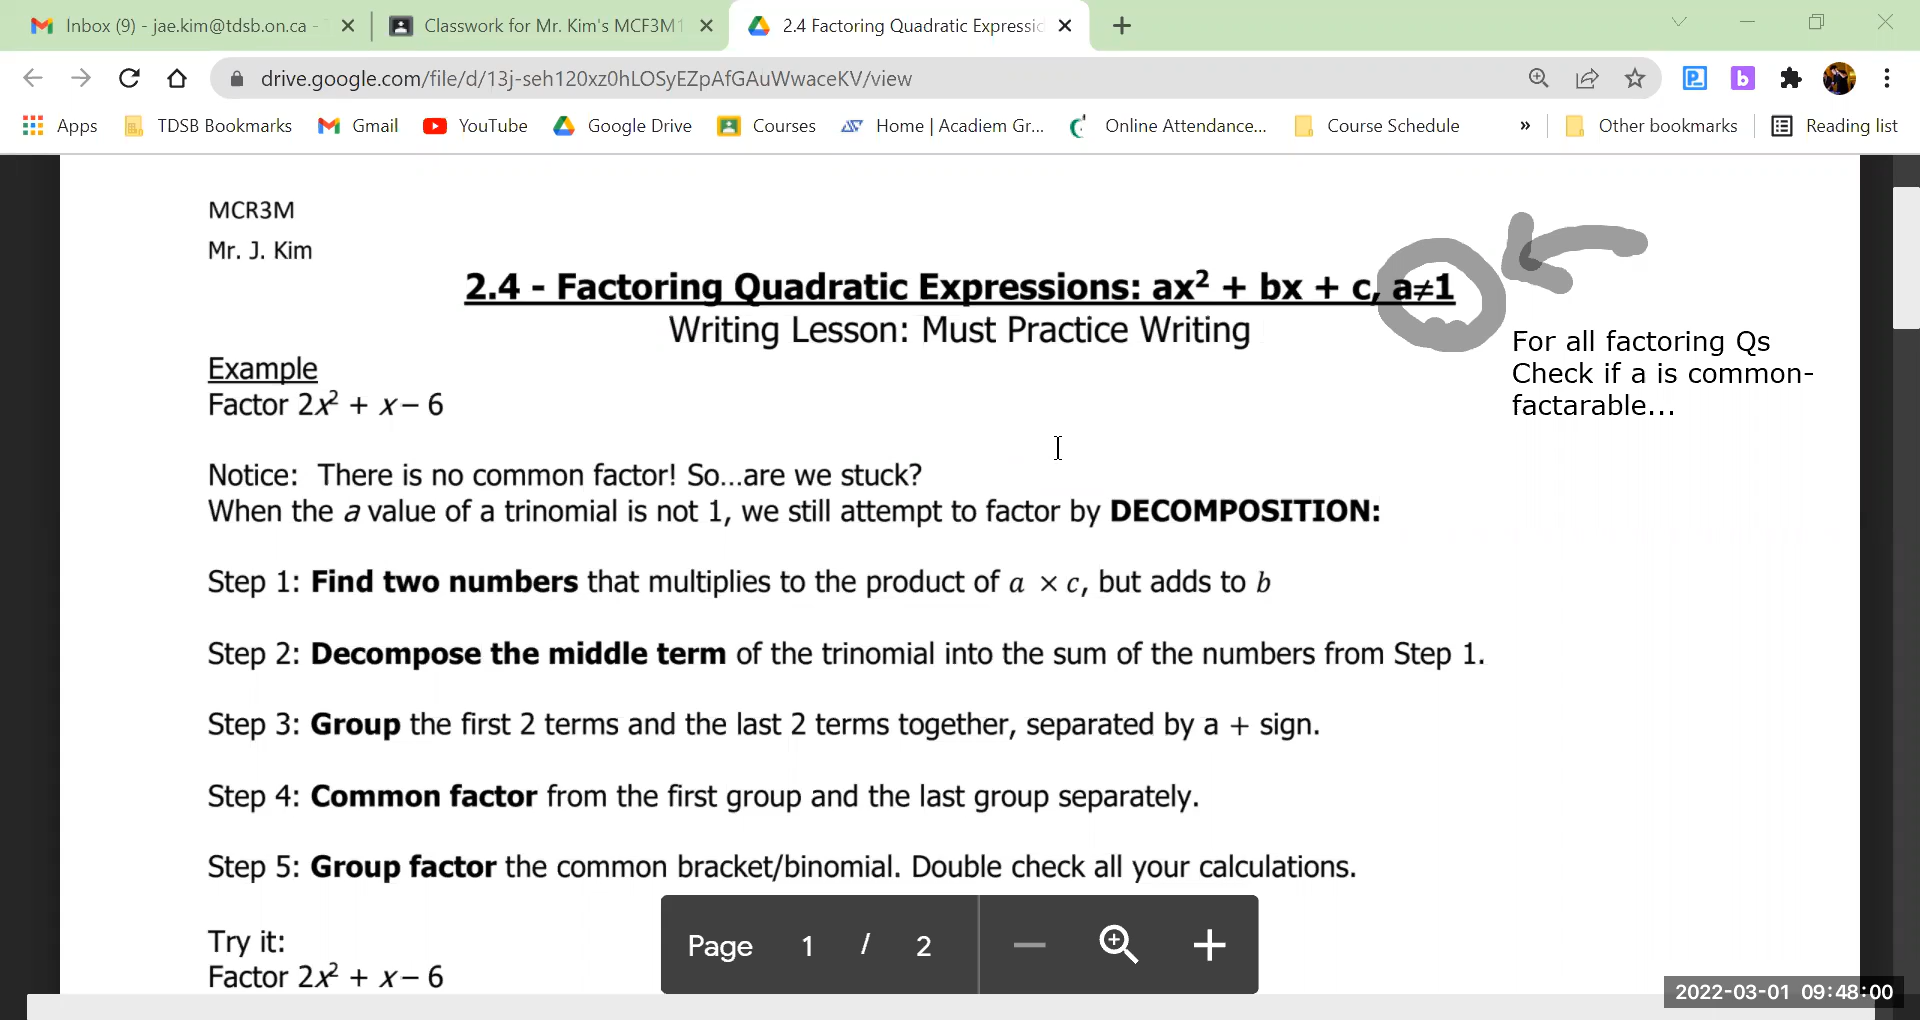 Inbox (9) - jae.kim@tdsb.on.ca -
Classwork for Mr. Kim's MCF3M1
2.4 Factoring Quadratic Expressio
drive.google.com/file/d/13j-seh120xz0hLOSyEZpAfGAuWwaceKV/view
Apps TDSB Bookmarks Gmail YouTube Google Drive Courses Home | Acadiem Gr... Online Attendance... Course Schedule » Other bookmarks Reading list
MCR3M
Mr. J. Kim
2.4 - Factoring Quadratic Expressions: ax² + bx + c, a≠1
Writing Lesson: Must Practice Writing
For all factoring Qs
Check if a is common-
factarable...
Example
Factor 2x² + x – 6
Notice: There is no common factor! So...are we stuck?
When the a value of a trinomial is not 1, we still attempt to factor by DECOMPOSITION:
Step 1: Find two numbers that multiplies to the product of a × c, but adds to b
Step 2: Decompose the middle term of the trinomial into the sum of the numbers from Step 1.
Step 3: Group the first 2 terms and the last 2 terms together, separated by a + sign.
Step 4: Common factor from the first group and the last group separately.
Step 5: Group factor the common bracket/binomial. Double check all your calculations.
Try it:
Factor 2x² + x – 6
Page 1 / 2
2022-03-01 09:48:00